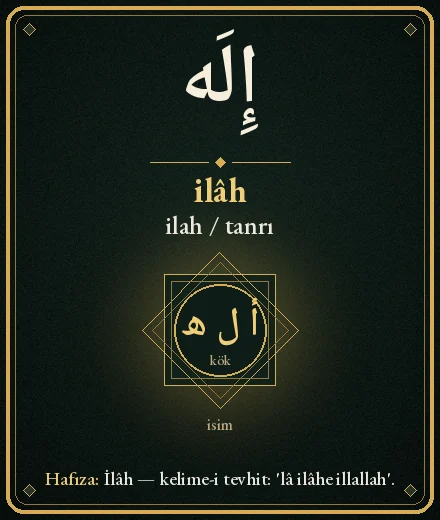 إِلَه
ilâh
ilah / tanrı
أ ل ه
kök
isim
Hafıza: İlâh — kelime-i tevhit: 'lâ ilâhe illallah'.